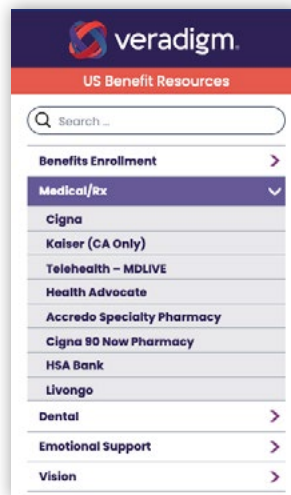 veradigm.
US Benefit Resources
Search ...
Benefits Enrollment
Medical/Rx
Cigna
Kaiser (CA Only)
Telehealth – MDLIVE
Health Advocate
Accredo Specialty Pharmacy
Cigna 90 Now Pharmacy
HSA Bank
Livongo
Dental
Emotional Support
Vision